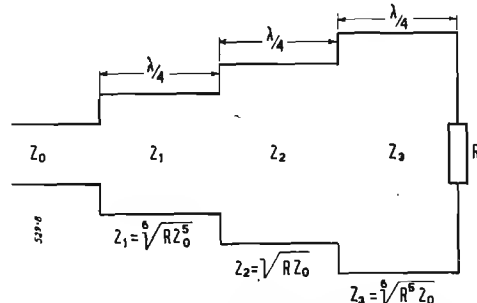 λ/4
λ/4
λ/4
Z₀ Z₁ Z₂ Z₃ R
529·8
Z₁ = ⁶√RZ₀⁵
Z₂ = √RZ₀
Z₃ = ⁶√R⁵Z₀